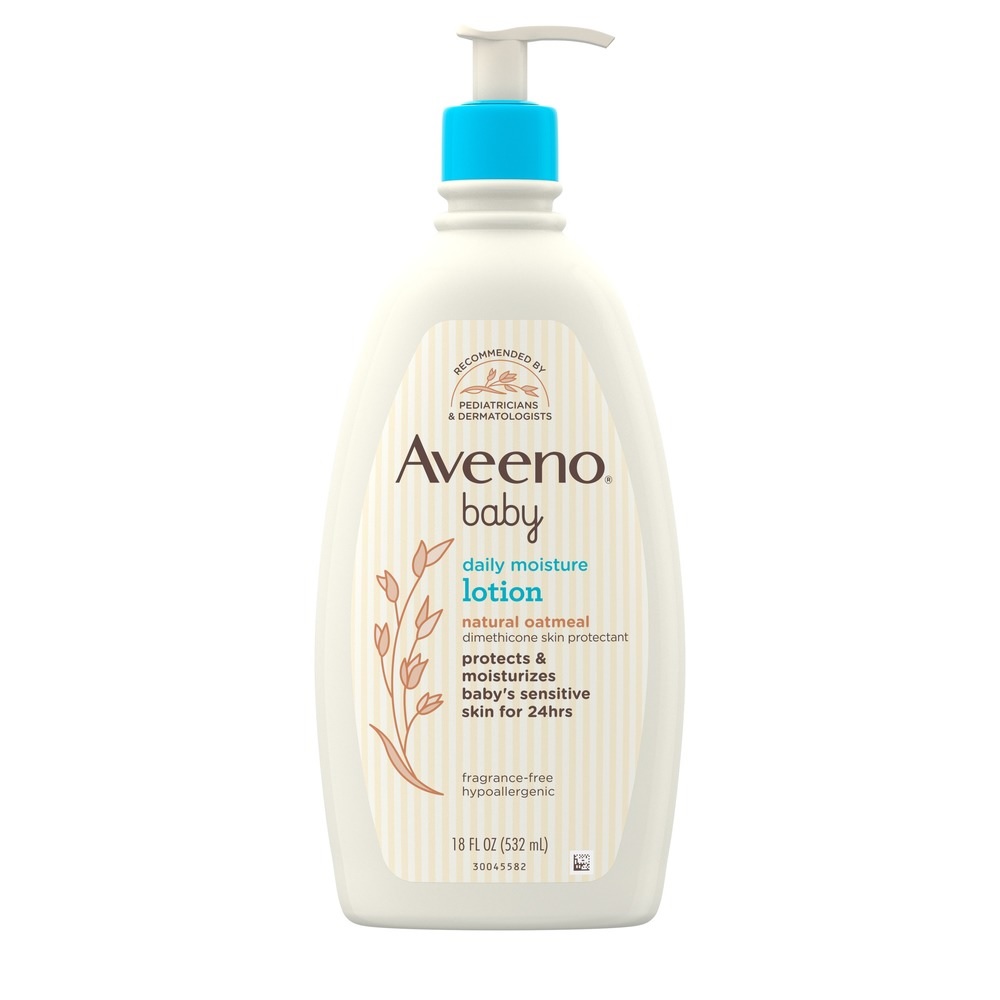 RECOMMENDED BY
PEDIATRICIANS
& DERMATOLOGISTS
Aveeno®
baby
daily moisture
lotion
natural oatmeal
dimethicone skin protectant
protects &
moisturizes
baby's sensitive
skin for 24hrs
fragrance-free
hypoallergenic
18 FL OZ (532 mL)
30045582